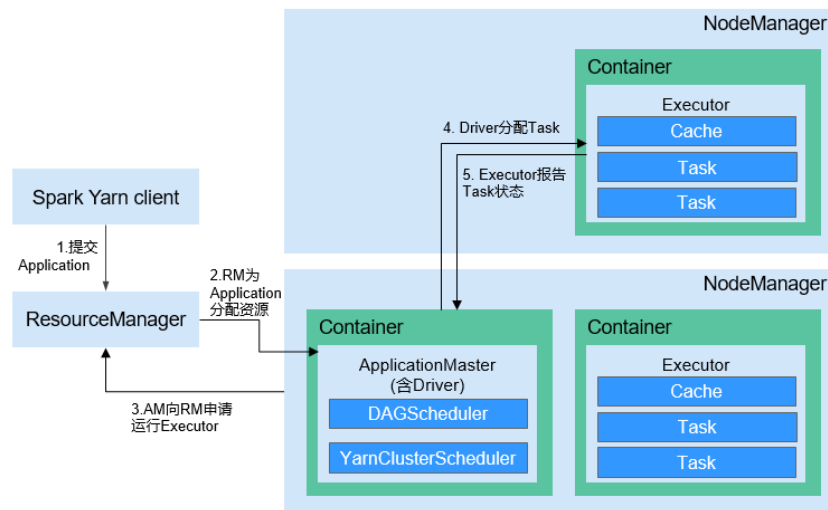 NodeManager
Container
Executor
Cache
Task
Task
4. Driver分配Task
5. Executor报告
Task状态
Spark Yarn client
1.提交
Application
ResourceManager
2.RM为
Application
分配资源
3.AM向RM申请
运行Executor
NodeManager
Container
ApplicationMaster
(含Driver)
DAGScheduler
YarnClusterScheduler
Container
Executor
Cache
Task
Task